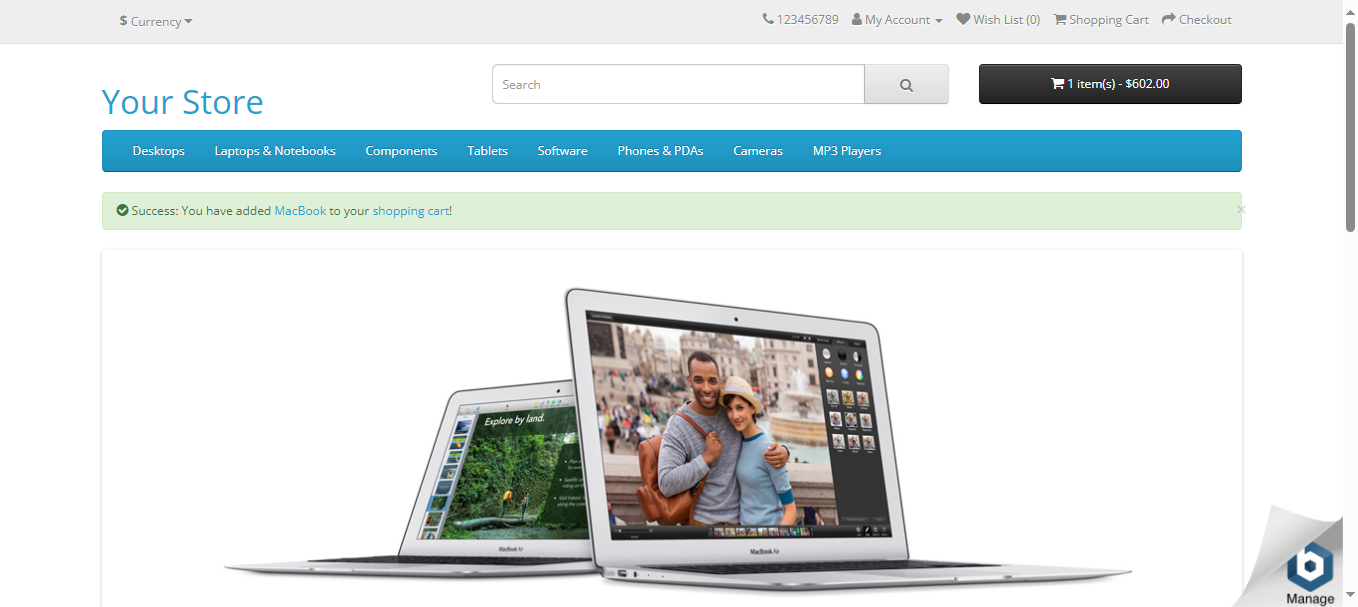 $ Currency
123456789 My Account Wish List (0) Shopping Cart Checkout
Your Store
Search
1 item(s) - $602.00
Desktops Laptops & Notebooks Components Tablets Software Phones & PDAs Cameras MP3 Players
Success: You have added MacBook to your shopping cart!
×
Explore by land.
MacBook Air
MacBook Air
Manage